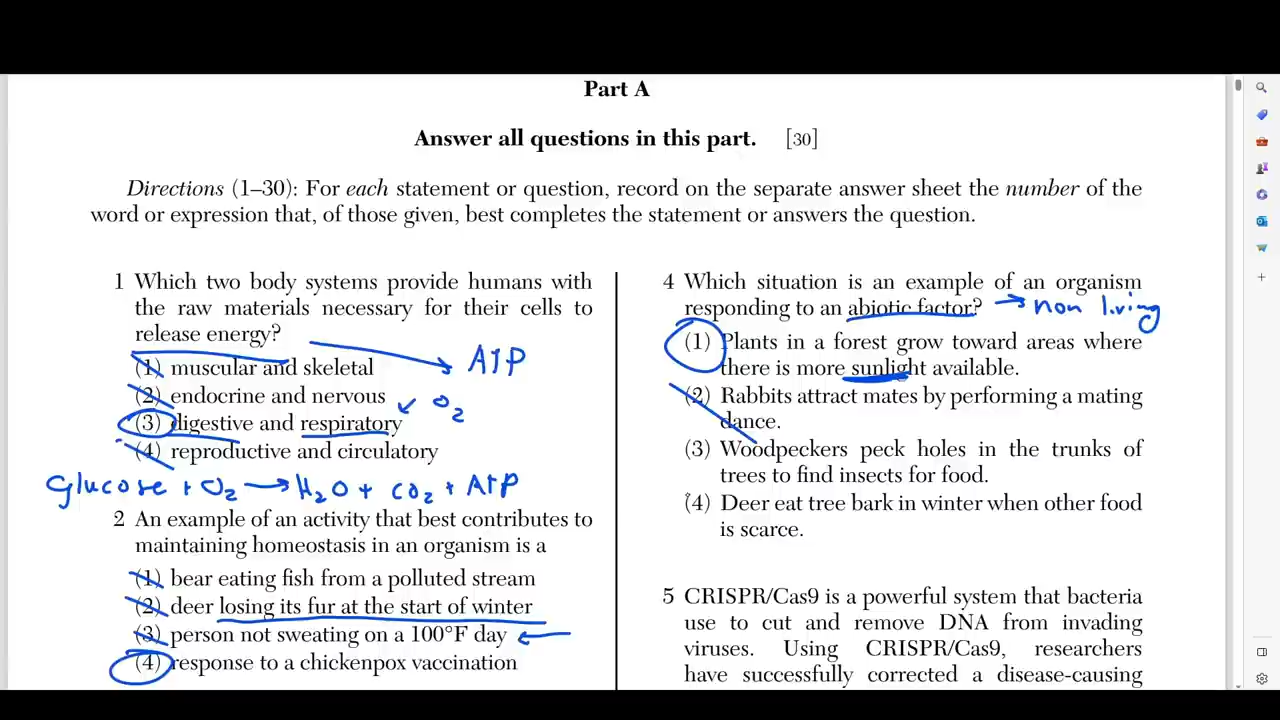 Part A
Answer all questions in this part. [30]
Directions (1–30): For each statement or question, record on the separate answer sheet the number of the
word or expression that, of those given, best completes the statement or answers the question.
1 Which two body systems provide humans with
the raw materials necessary for their cells to
release energy?
ATP
(1) muscular and skeletal
(2) endocrine and nervous
O2
(3) digestive and respiratory
(4) reproductive and circulatory
Glucose + O2 → H2O + CO2 + ATP
2 An example of an activity that best contributes to
maintaining homeostasis in an organism is a
(1) bear eating fish from a polluted stream
(2) deer losing its fur at the start of winter
(3) person not sweating on a 100°F day
(4) response to a chickenpox vaccination
4 Which situation is an example of an organism
responding to an abiotic factor? → non living
(1) Plants in a forest grow toward areas where
there is more sunlight available.
(2) Rabbits attract mates by performing a mating
dance.
(3) Woodpeckers peck holes in the trunks of
trees to find insects for food.
(4) Deer eat tree bark in winter when other food
is scarce.
5 CRISPR/Cas9 is a powerful system that bacteria
use to cut and remove DNA from invading
viruses. Using CRISPR/Cas9, researchers
have successfully corrected a disease-causing